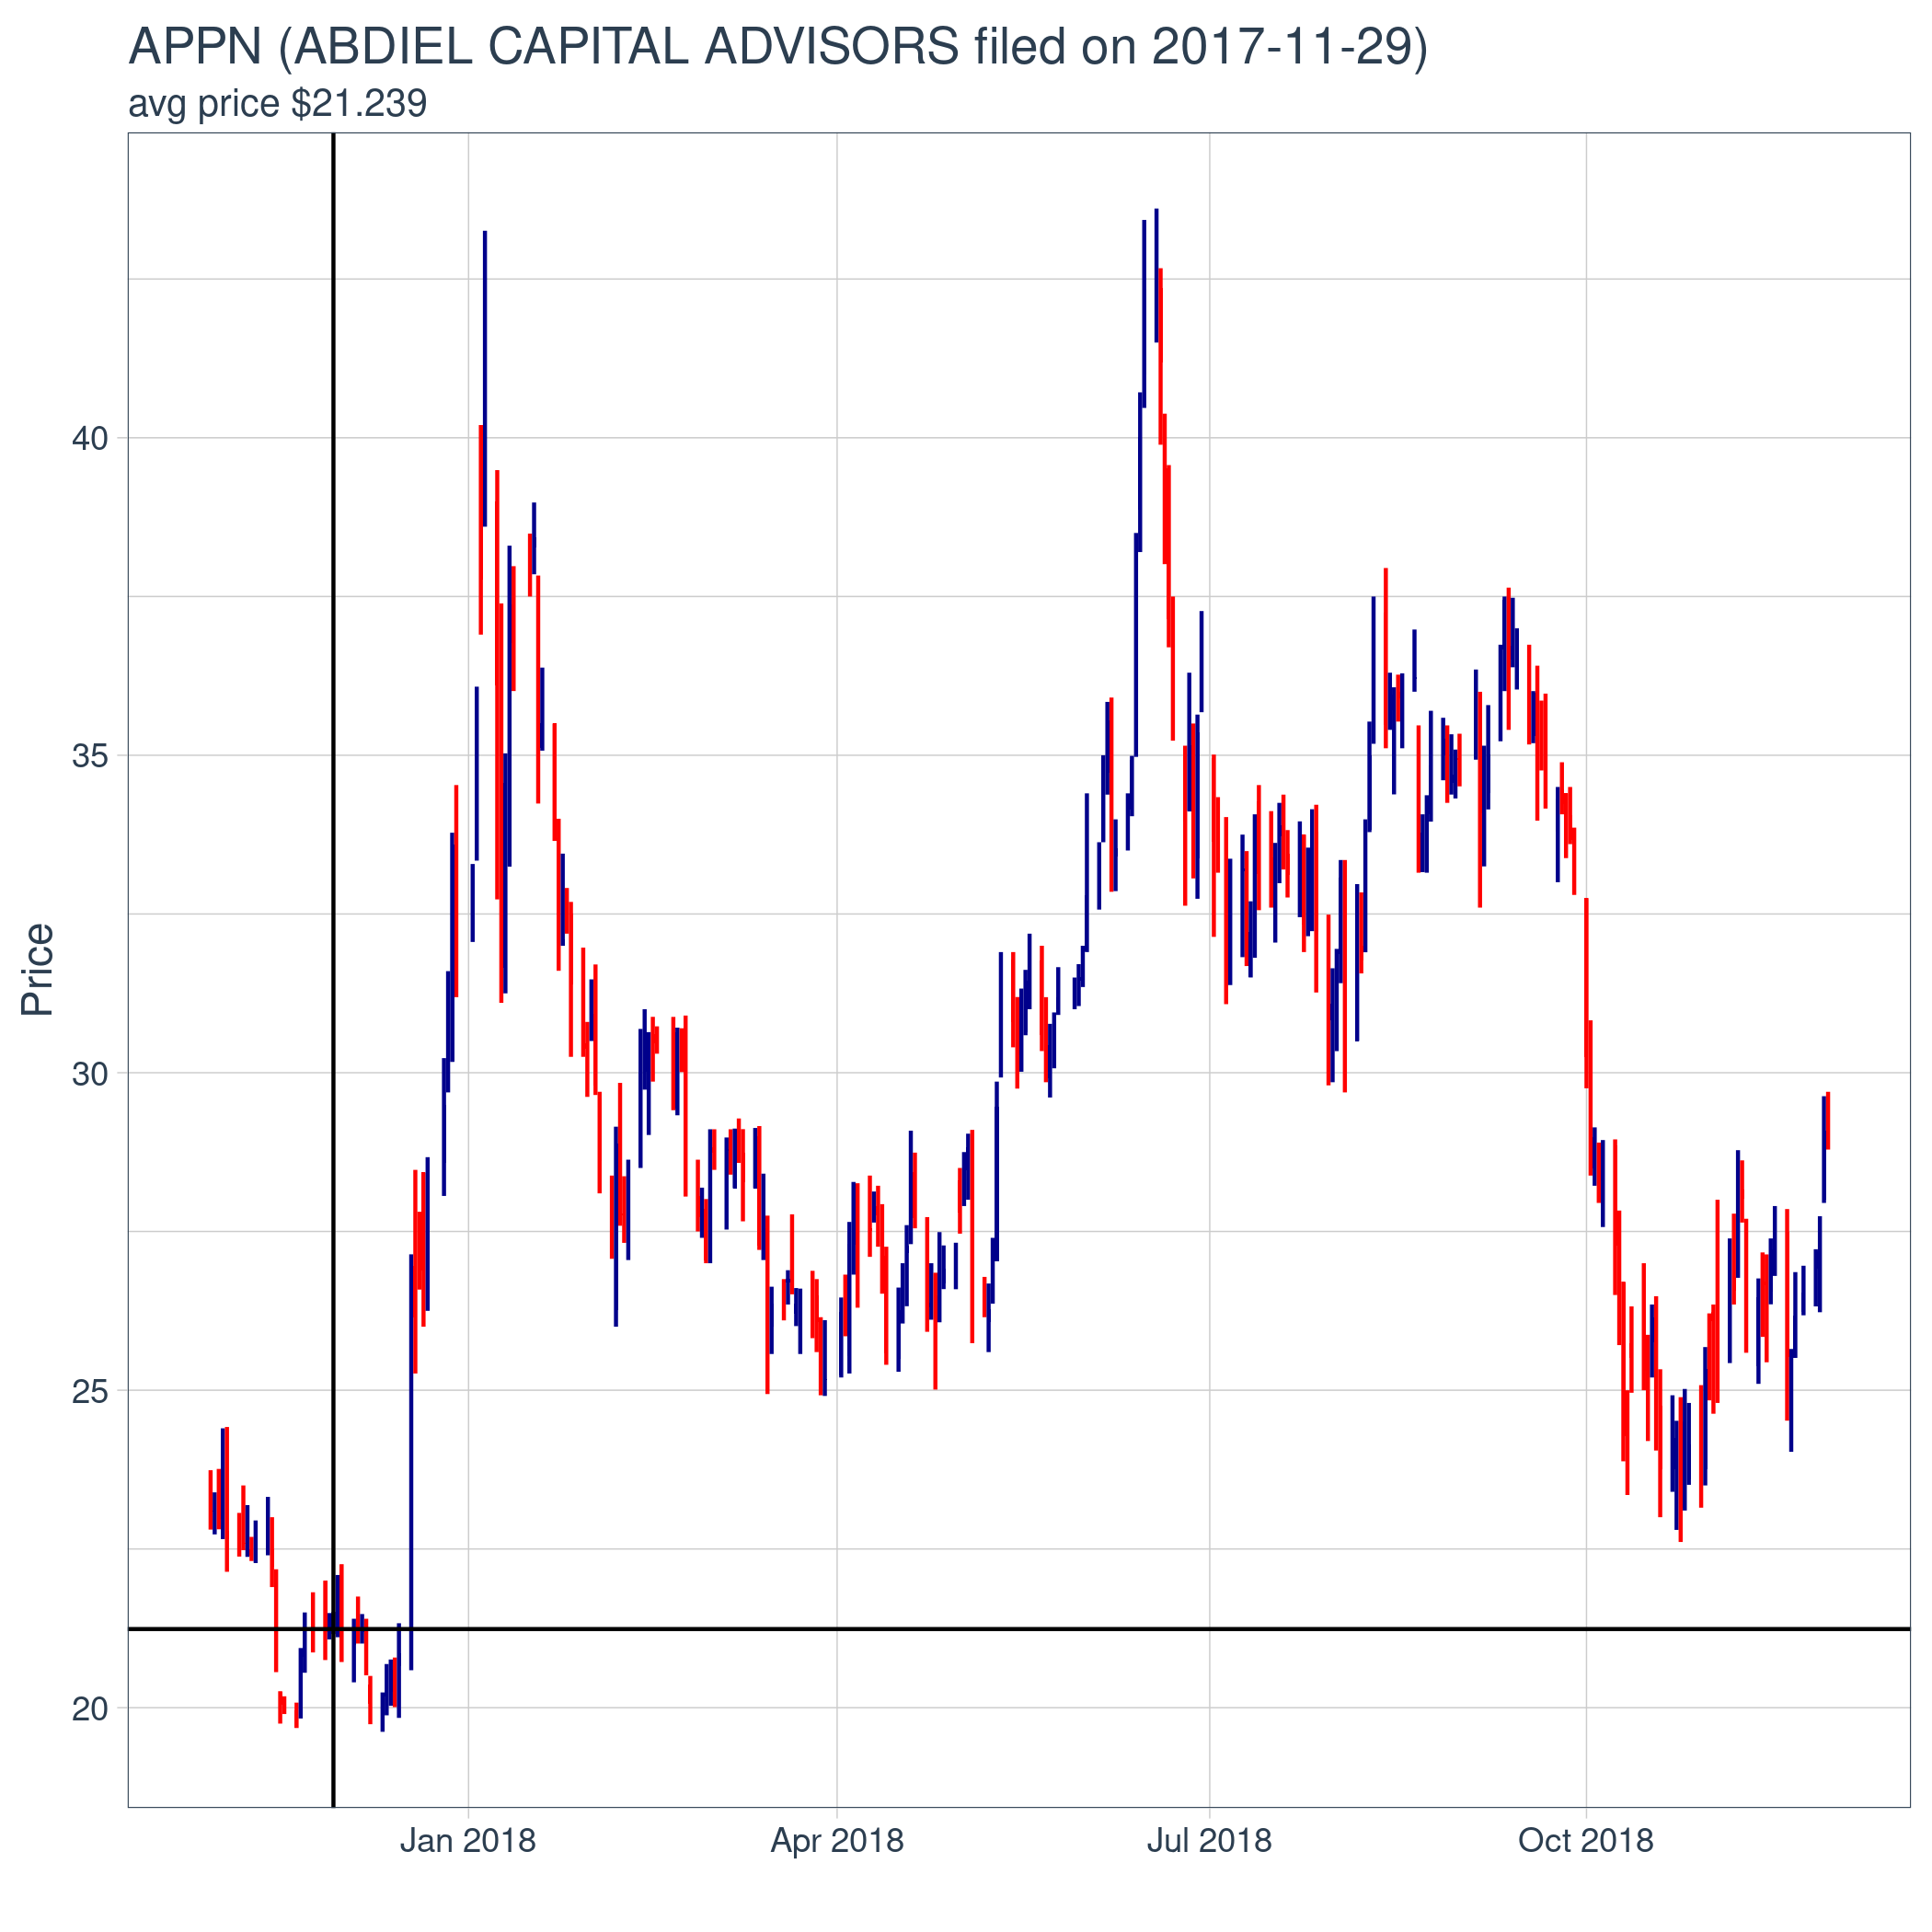 APPN (ABDIEL CAPITAL ADVISORS filed on 2017-11-29)
avg price $21.239
Price
40
35
30
25
20
Jan 2018
Apr 2018
Jul 2018
Oct 2018